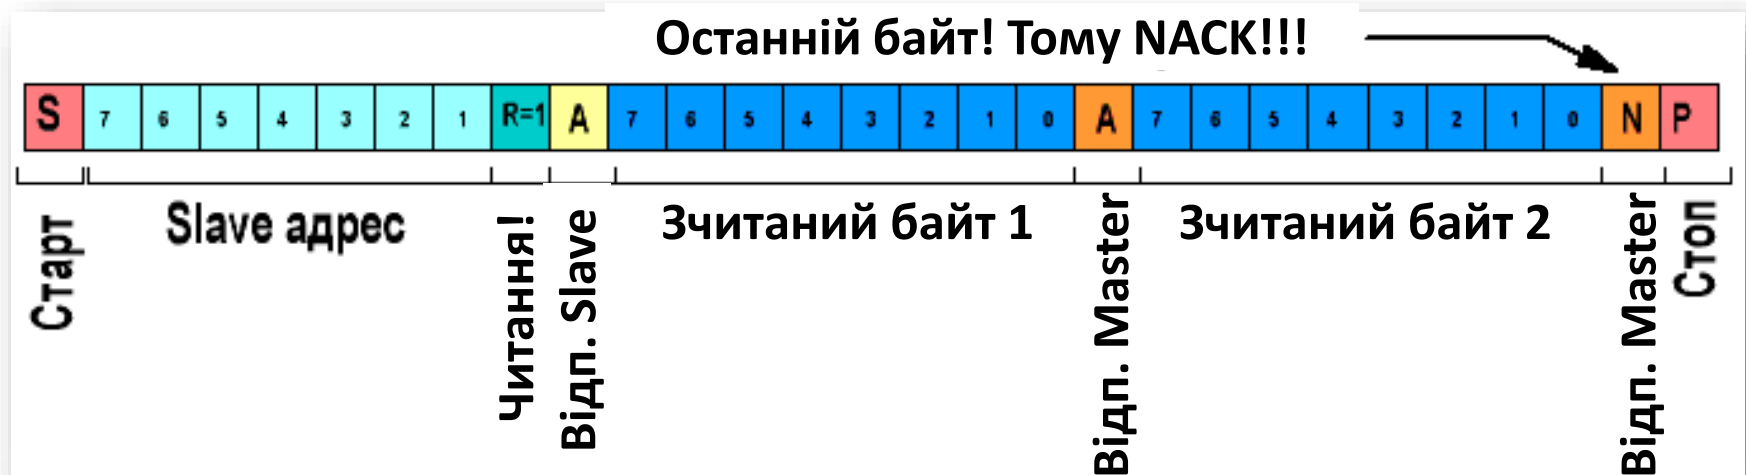 Останній байт! Тому NACK!!!
S 7 6 5 4 3 2 1 R=1 A 7 6 5 4 3 2 1 0 A 7 6 5 4 3 2 1 0 N P
Старт
Slave адрес
Читання!
Відп. Slave
Зчитаний байт 1
Відп. Master
Зчитаний байт 2
Відп. Master
Стоп